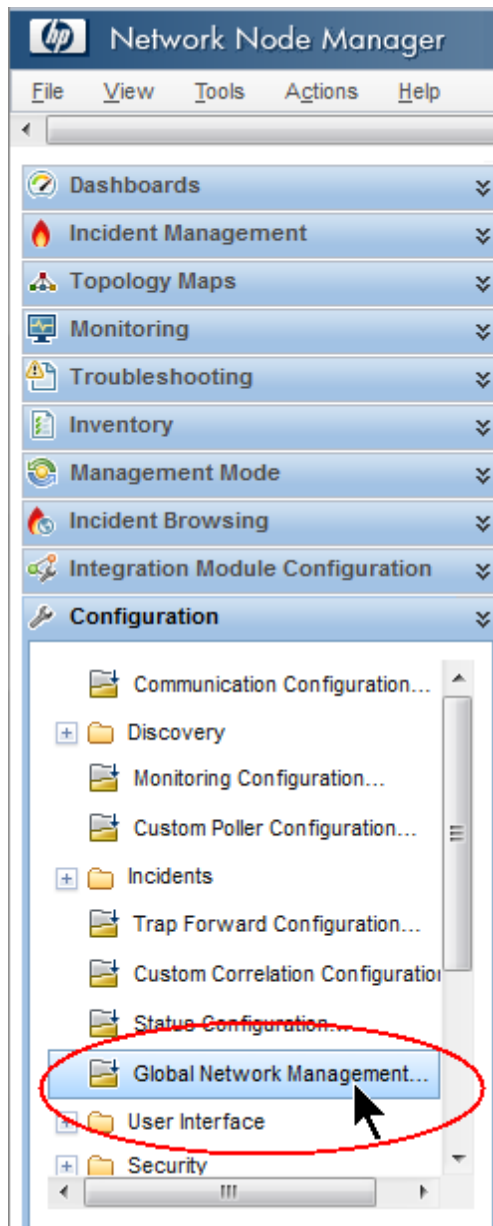 hp Network Node Manager
File View Tools Actions Help
Dashboards
Incident Management
Topology Maps
Monitoring
Troubleshooting
Inventory
Management Mode
Incident Browsing
Integration Module Configuration
Configuration
Communication Configuration...
Discovery
Monitoring Configuration...
Custom Poller Configuration...
Incidents
Trap Forward Configuration...
Custom Correlation Configuration
Status Configuration...
Global Network Management...
User Interface
Security